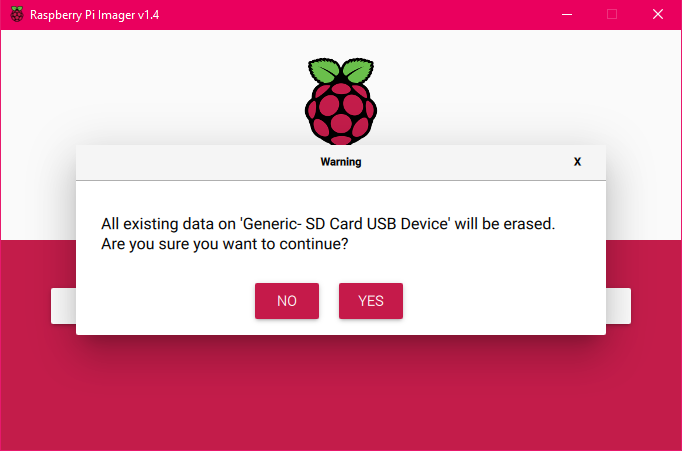 Raspberry Pi Imager v1.4
Warning
X
All existing data on 'Generic- SD Card USB Device' will be erased.
Are you sure you want to continue?
NO
YES